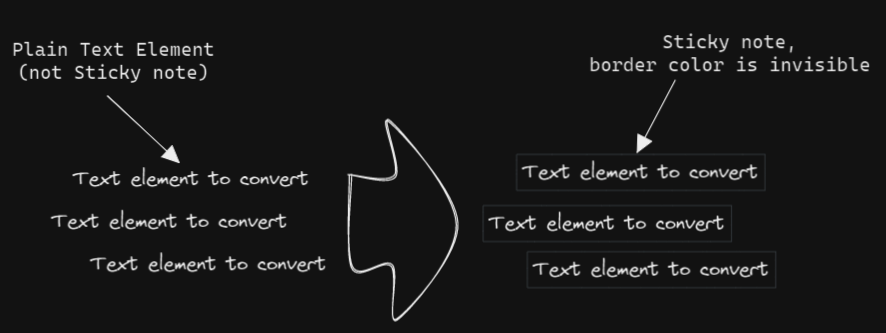 Plain Text Element
(not Sticky note)
Sticky note,
border color is invisible
Text element to convert
Text element to convert
Text element to convert
Text element to convert
Text element to convert
Text element to convert